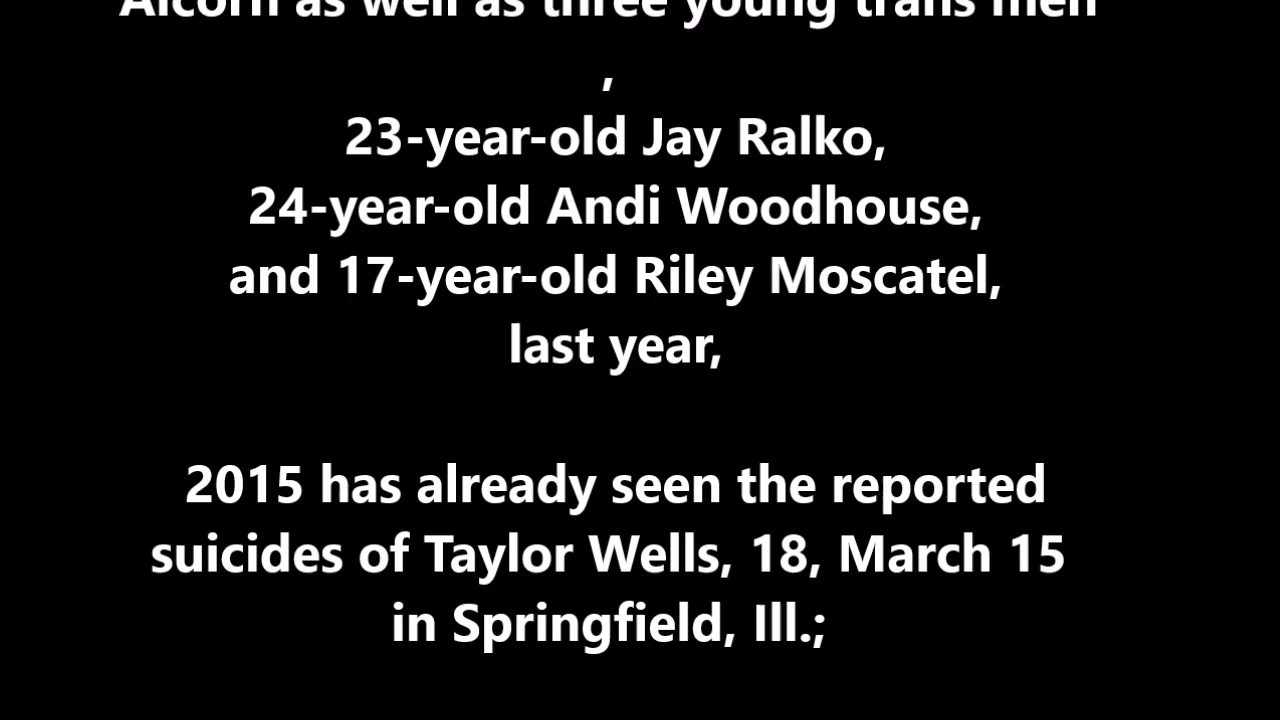 Alcorn as well as three young trans men
,
23-year-old Jay Ralko,
24-year-old Andi Woodhouse,
and 17-year-old Riley Moscatel,
last year,
2015 has already seen the reported
suicides of Taylor Wells, 18, March 15
in Springfield, Ill.;